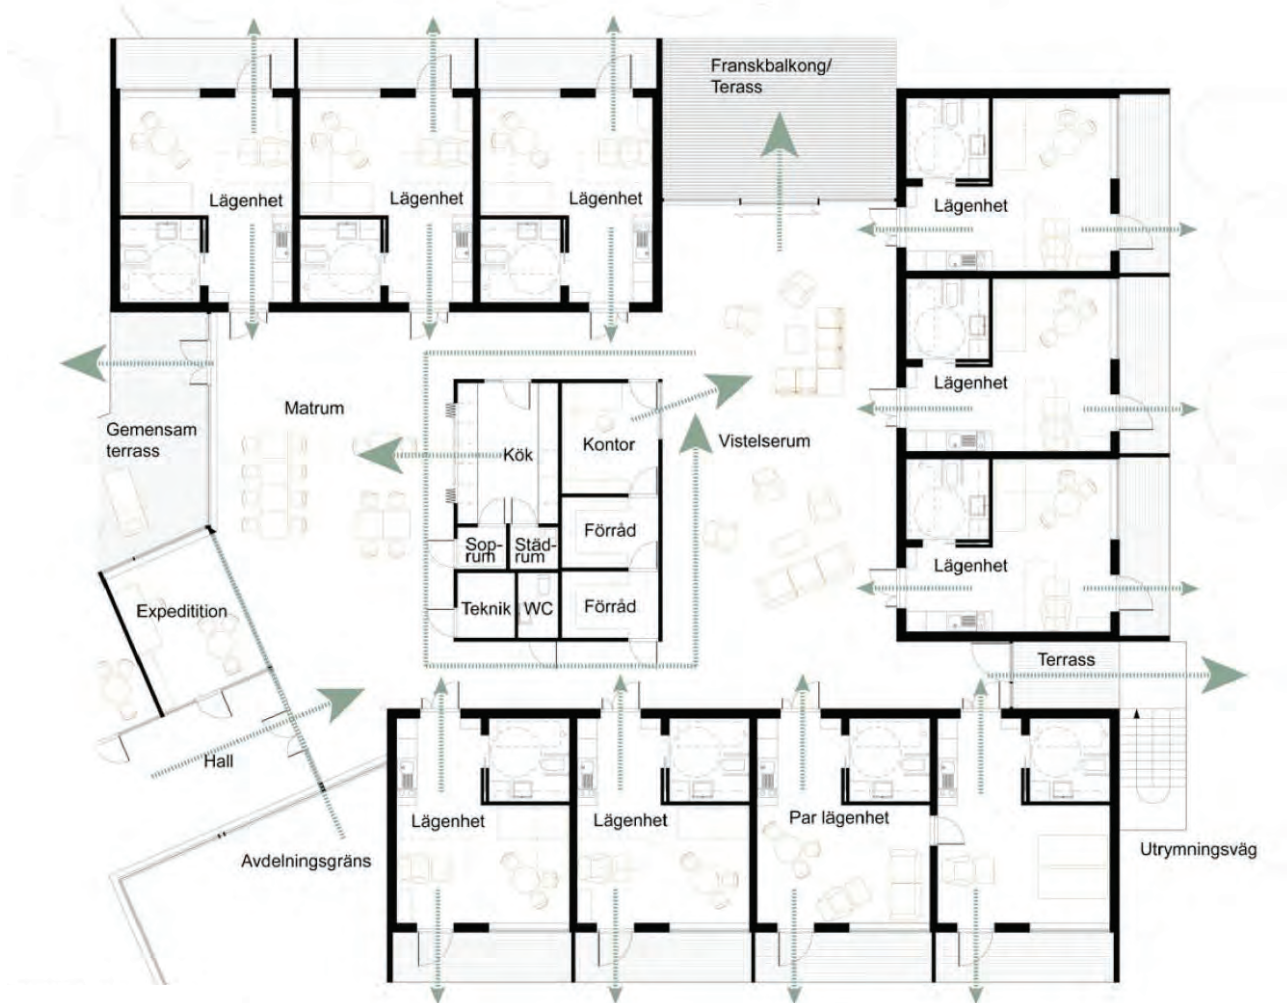 Franskbalkong/
Terass
Lägenhet
Lägenhet
Lägenhet
Lägenhet
Lägenhet
Lägenhet
Matrum
Gemensam
terrass
Kök
Kontor
Vistelserum
Förråd
Sop-
rum
Städ-
rum
Teknik
WC
Förråd
Expeditition
Terrass
Hall
Lägenhet
Lägenhet
Par lägenhet
Avdelningsgräns
Utrymningsväg